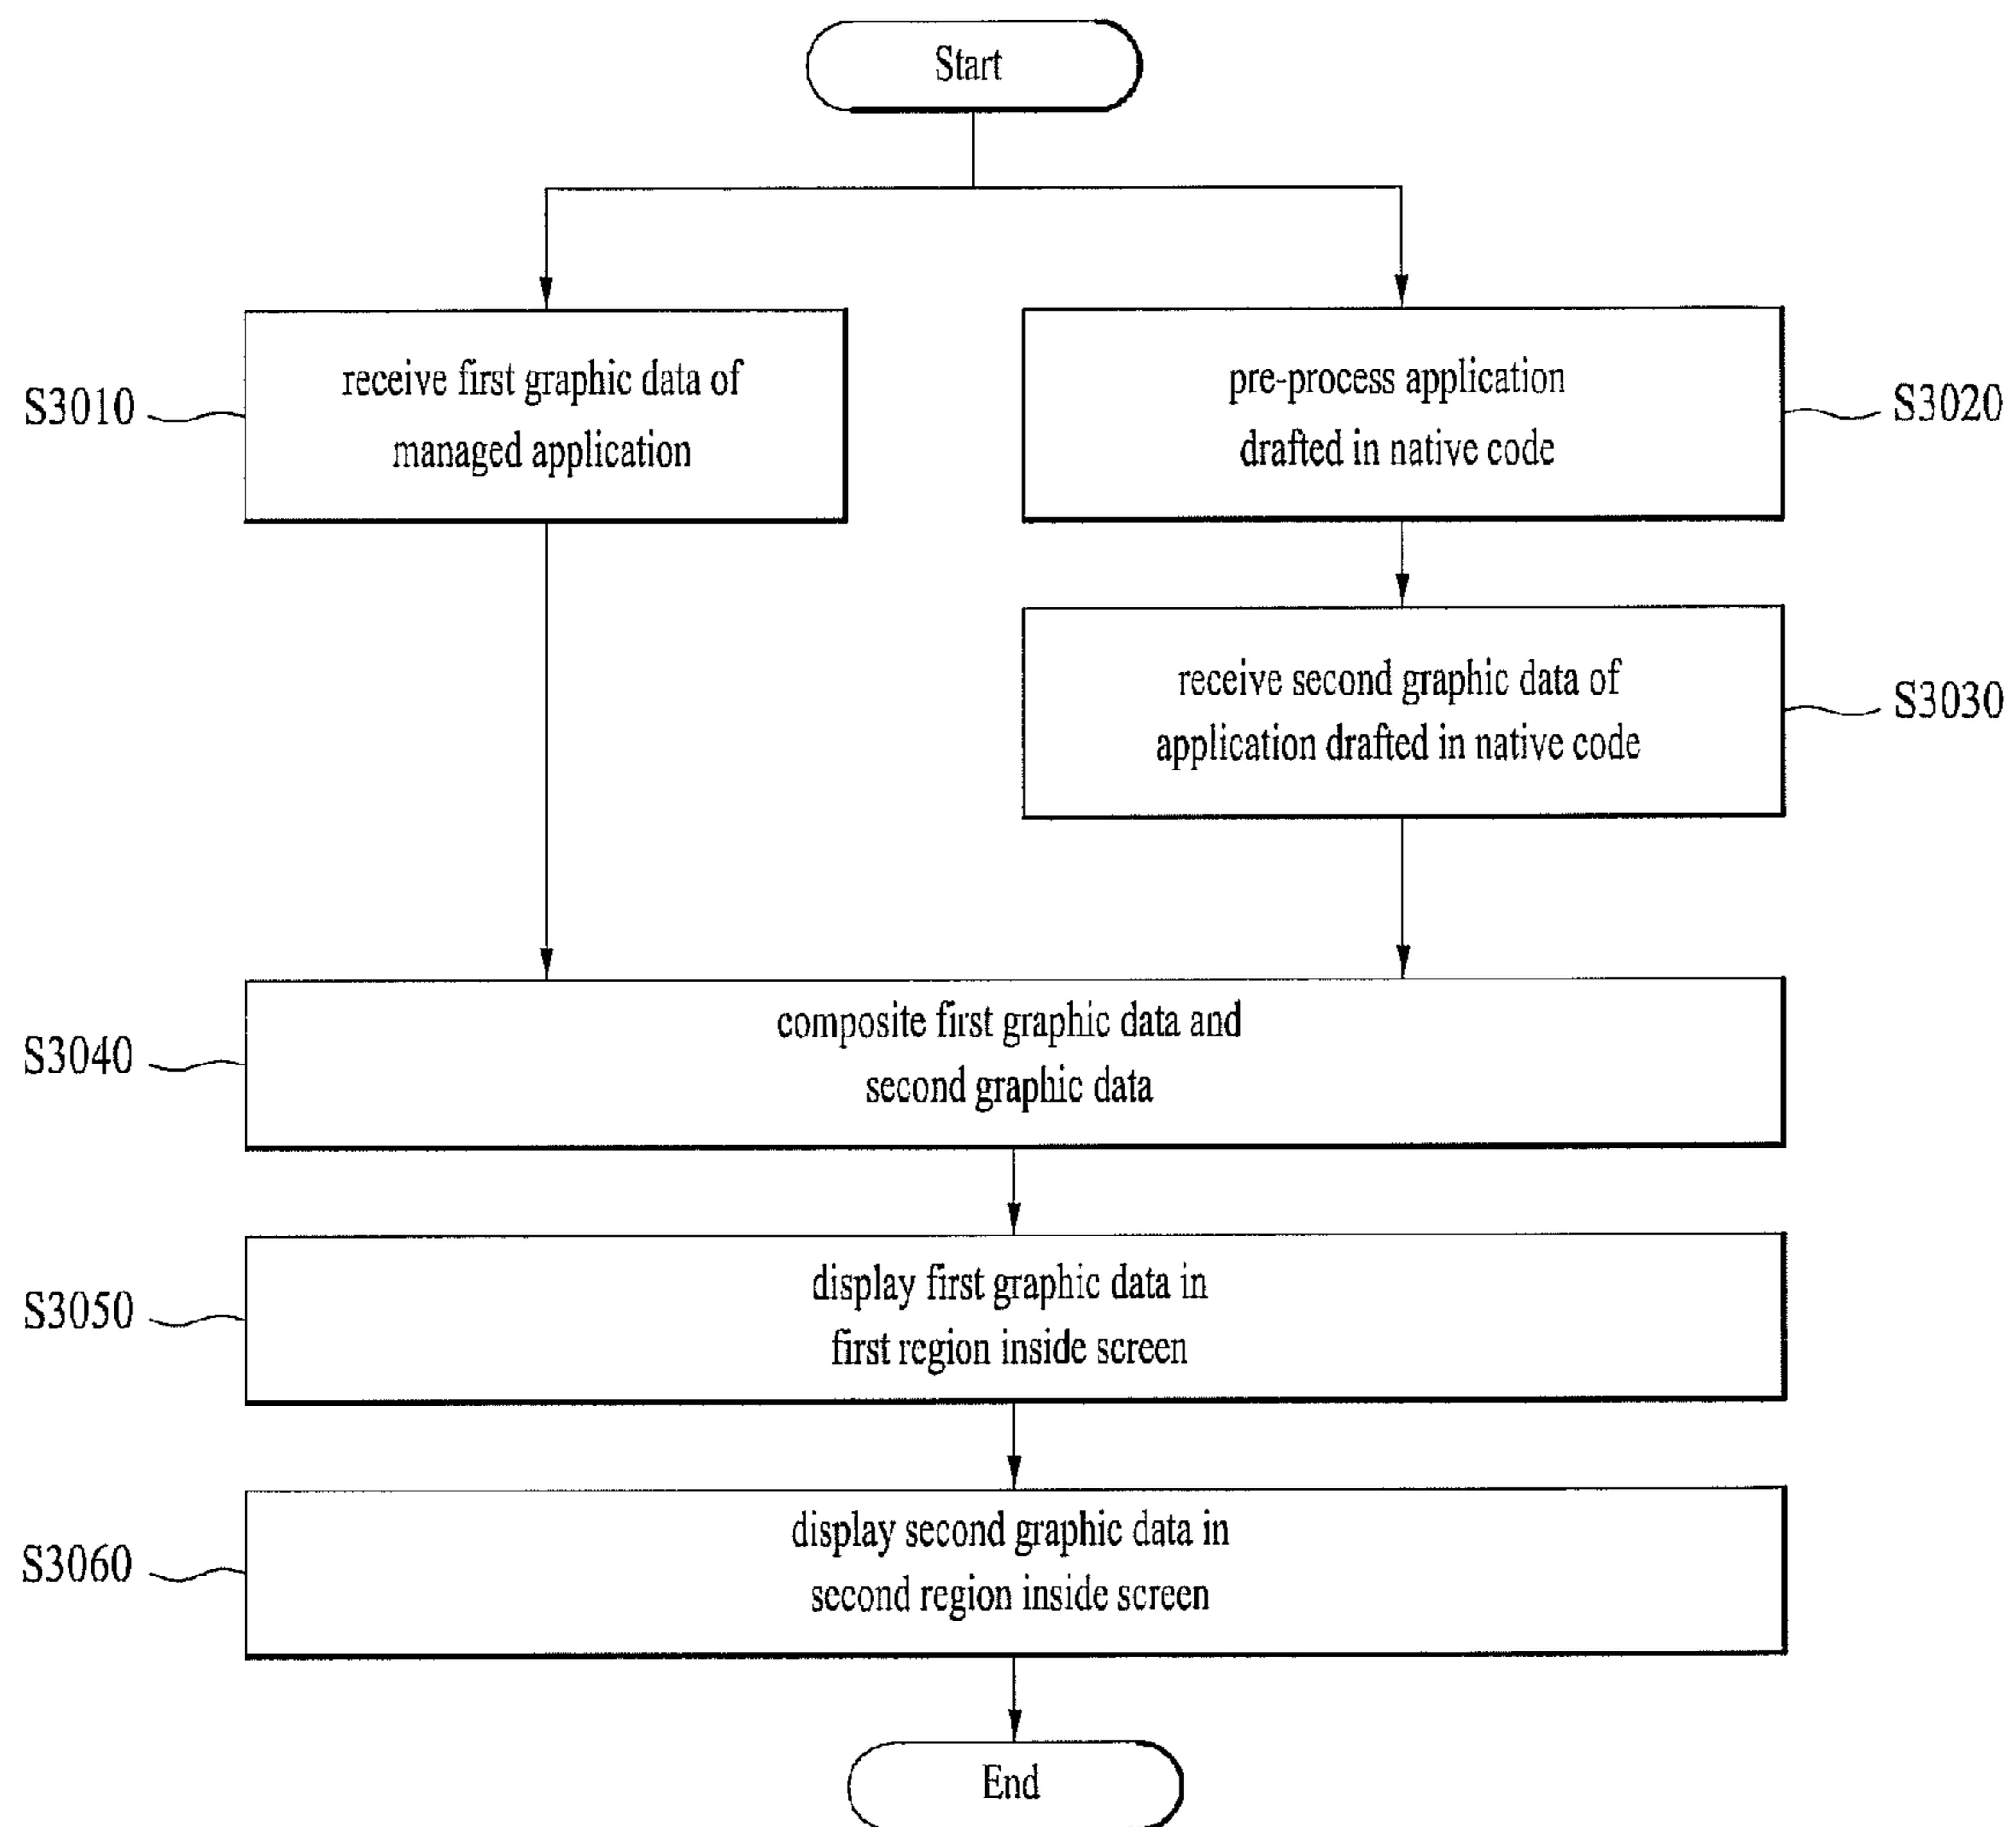 Start
S3010
receive first graphic data of
managed application
pre-process application
drafted in native code
S3020
receive second graphic data of
application drafted in native code
S3030
S3040
composite first graphic data and
second graphic data
S3050
display first graphic data in
first region inside screen
S3060
display second graphic data in
second region inside screen
End